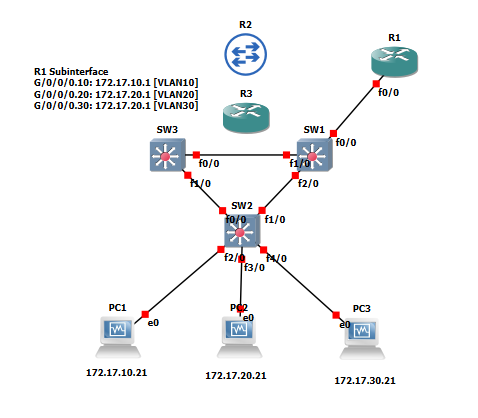 R2
R1
R1 Subinterface
G/0/0/0.10: 172.17.10.1 [VLAN10]
G/0/0/0.20: 172.17.20.1 [VLAN20]
G/0/0/0.30: 172.17.20.1 [VLAN30]
f0/0
R3
SW3
SW1
f0/0
f0/0
f1/0
f1/0
f2/0
SW2
f0/0
f1/0
f2/0
f4/0
f3/0
PC1
PC2
PC3
e0
e0
e0
172.17.10.21
172.17.20.21
172.17.30.21